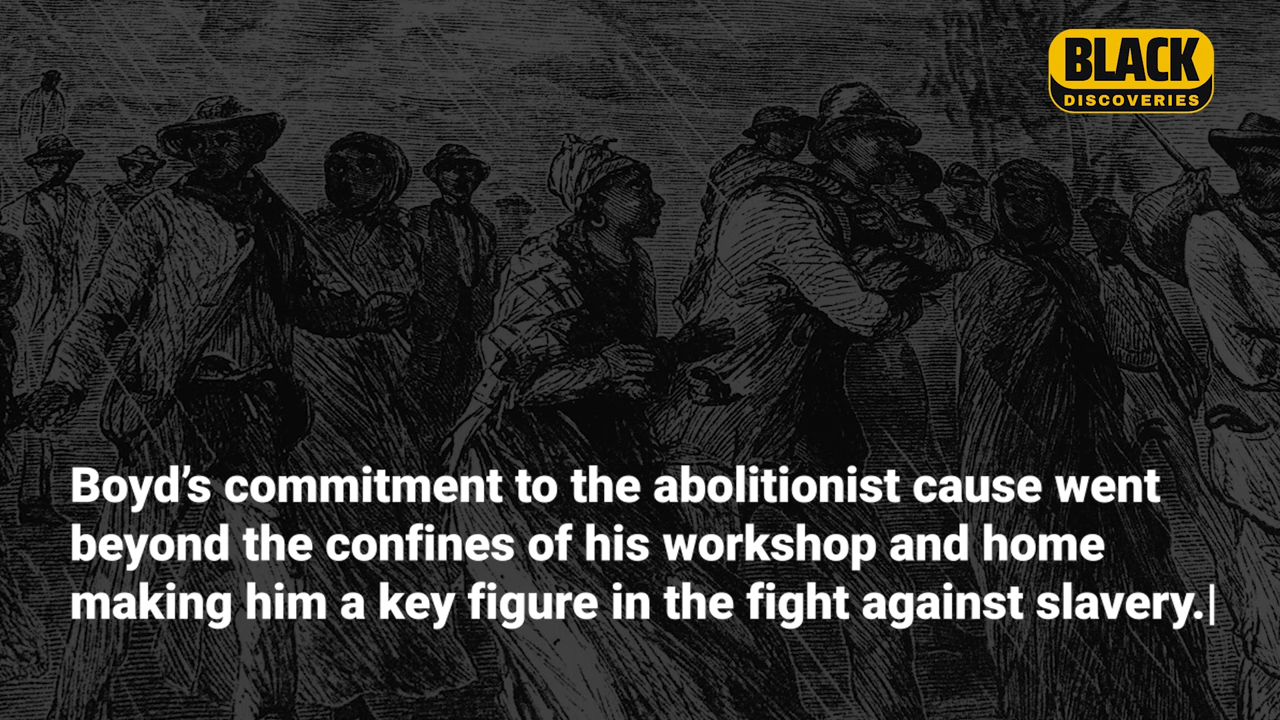 BLACK
DISCOVERIES
Boyd’s commitment to the abolitionist cause went
beyond the confines of his workshop and home
making him a key figure in the fight against slavery.|